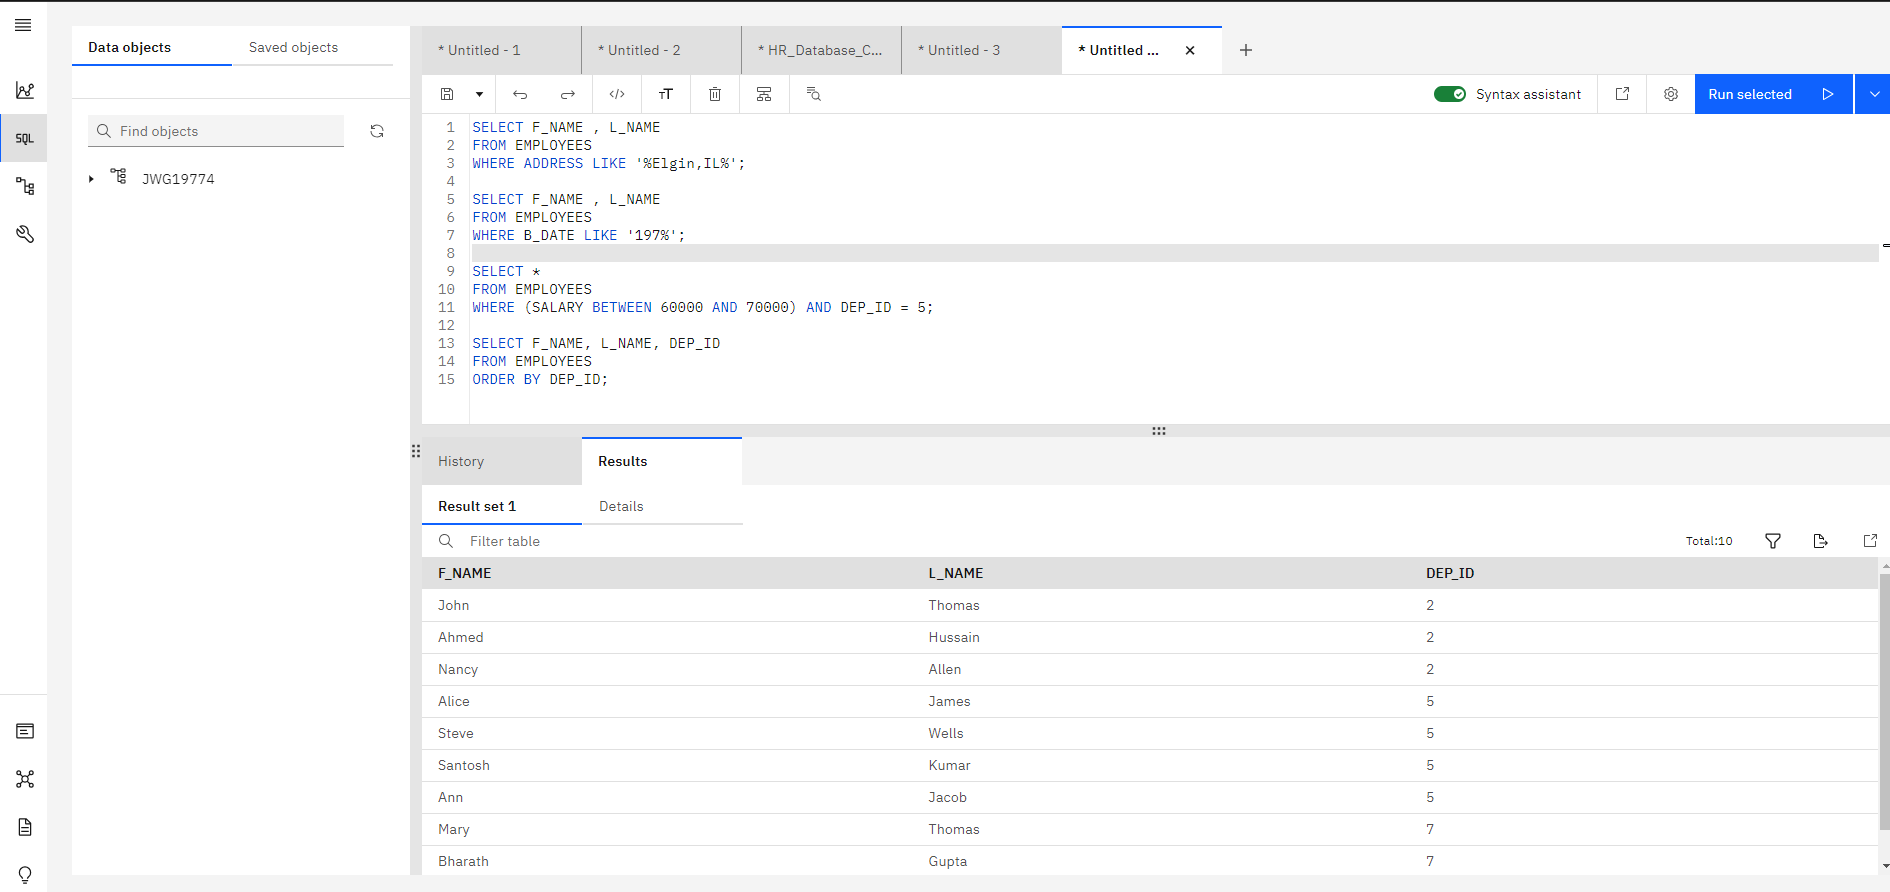 Data objects
Saved objects
* Untitled - 1
* Untitled - 2
* HR_Database_C...
* Untitled - 3
* Untitled ...
SQL
Find objects
JWG19774
Syntax assistant
Run selected
1 SELECT F_NAME , L_NAME
2 FROM EMPLOYEES
3 WHERE ADDRESS LIKE '%Elgin,IL%';
4
5 SELECT F_NAME , L_NAME
6 FROM EMPLOYEES
7 WHERE B_DATE LIKE '197%';
8
9 SELECT *
10 FROM EMPLOYEES
11 WHERE (SALARY BETWEEN 60000 AND 70000) AND DEP_ID = 5;
12
13 SELECT F_NAME, L_NAME, DEP_ID
14 FROM EMPLOYEES
15 ORDER BY DEP_ID;
History
Results
Result set 1
Details
Filter table
Total:10
F_NAME L_NAME DEP_ID
John Thomas 2
Ahmed Hussain 2
Nancy Allen 2
Alice James 5
Steve Wells 5
Santosh Kumar 5
Ann Jacob 5
Mary Thomas 7
Bharath Gupta 7